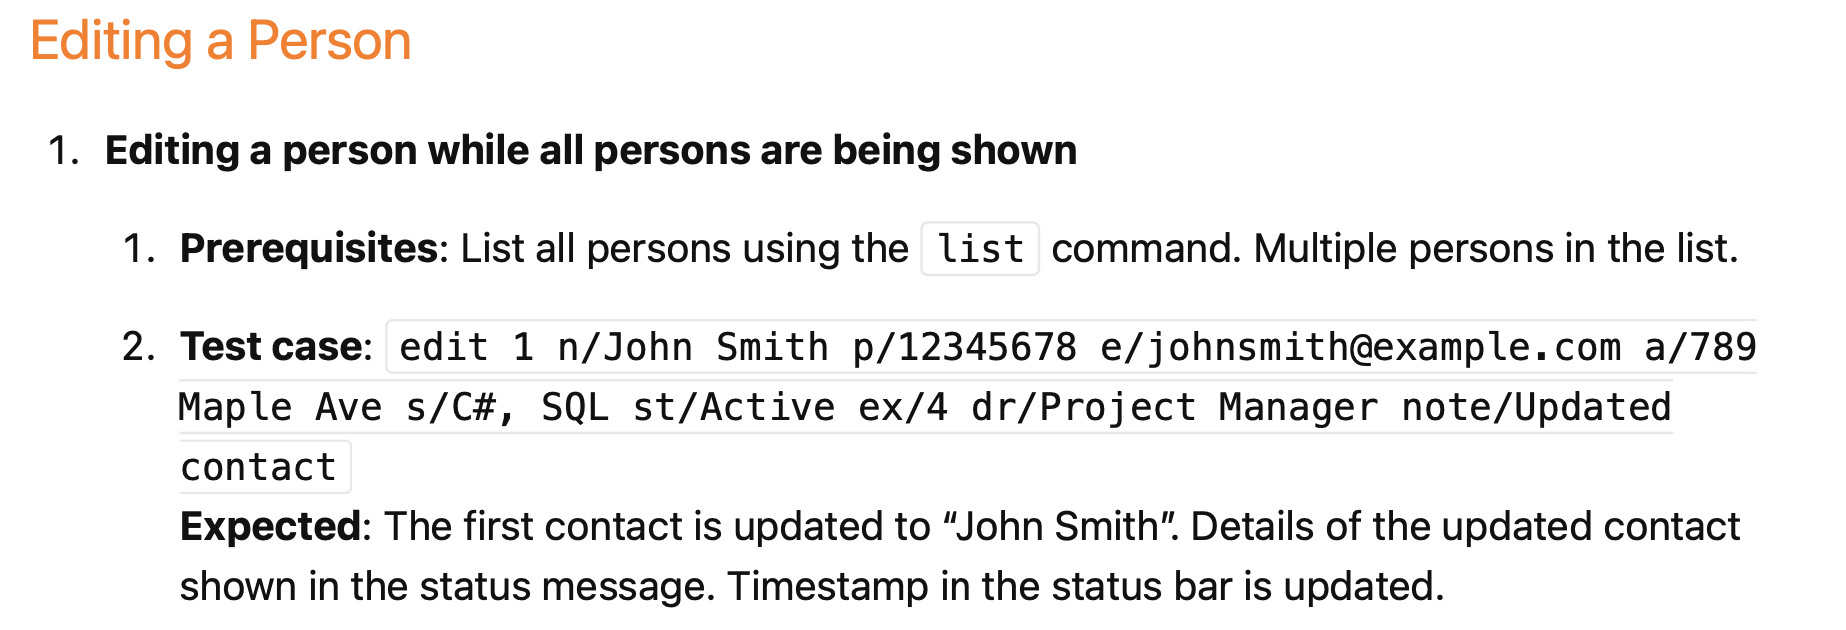 Editing a Person
1. Editing a person while all persons are being shown
1. Prerequisites: List all persons using the list command. Multiple persons in the list.
2. Test case: edit 1 n/John Smith p/12345678 e/johnsmith@example.com a/789
Maple Ave s/C#, SQL st/Active ex/4 dr/Project Manager note/Updated
contact
Expected: The first contact is updated to “John Smith”. Details of the updated contact
shown in the status message. Timestamp in the status bar is updated.